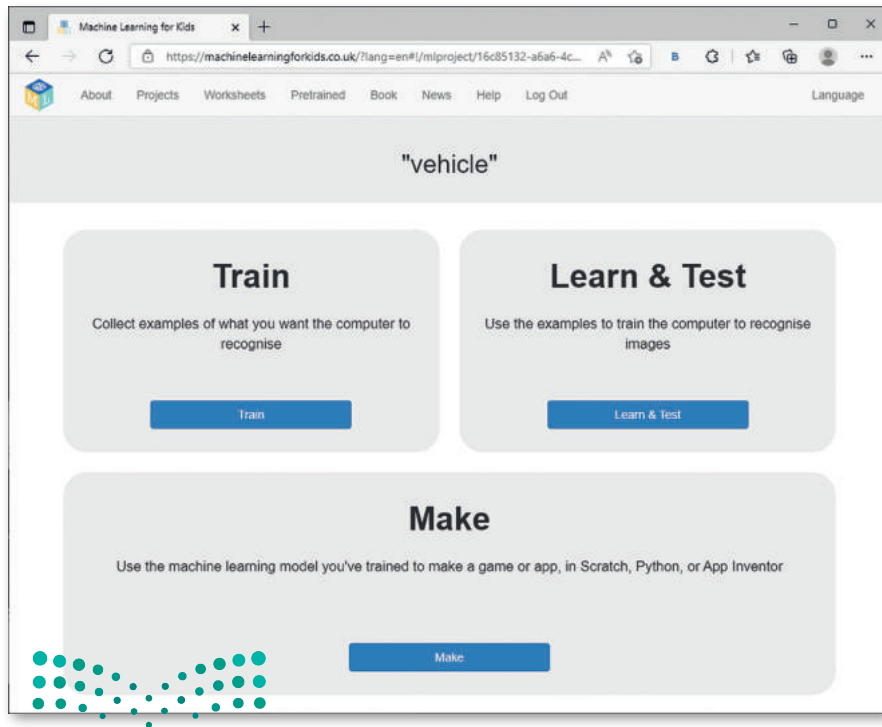 Machine Learning for Kids
https://machinelearningforkids.co.uk/?lang=en#!/mlproject/16c85132-a6a6-4c...
About Projects Worksheets Pretrained Book News Help Log Out Language
"vehicle"
Train
Collect examples of what you want the computer to
recognise
Train
Learn & Test
Use the examples to train the computer to recognise
images
Learn & Test
Make
Use the machine learning model you've trained to make a game or app, in Scratch, Python, or App Inventor
Make